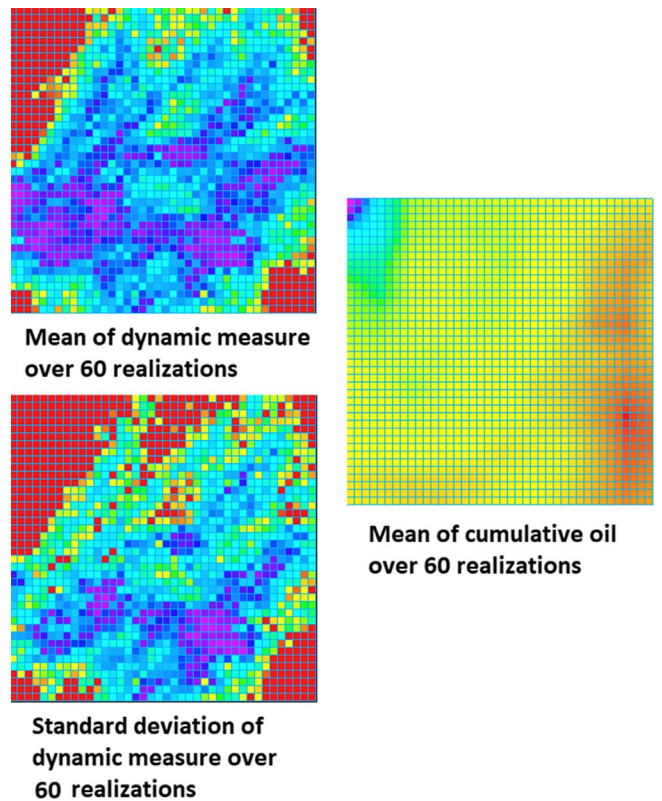 Mean of dynamic measure
over 60 realizations
Mean of cumulative oil
over 60 realizations
Standard deviation of
dynamic measure over
60 realizations